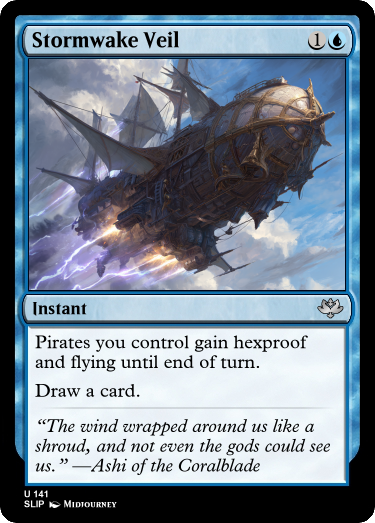 Stormwake Veil 1
Instant
Pirates you control gain hexproof
and flying until end of turn.
Draw a card.
"The wind wrapped around us like a
shroud, and not even the gods could see
us." —Ashi of the Coralblade
U 141
SLIP Midjourney